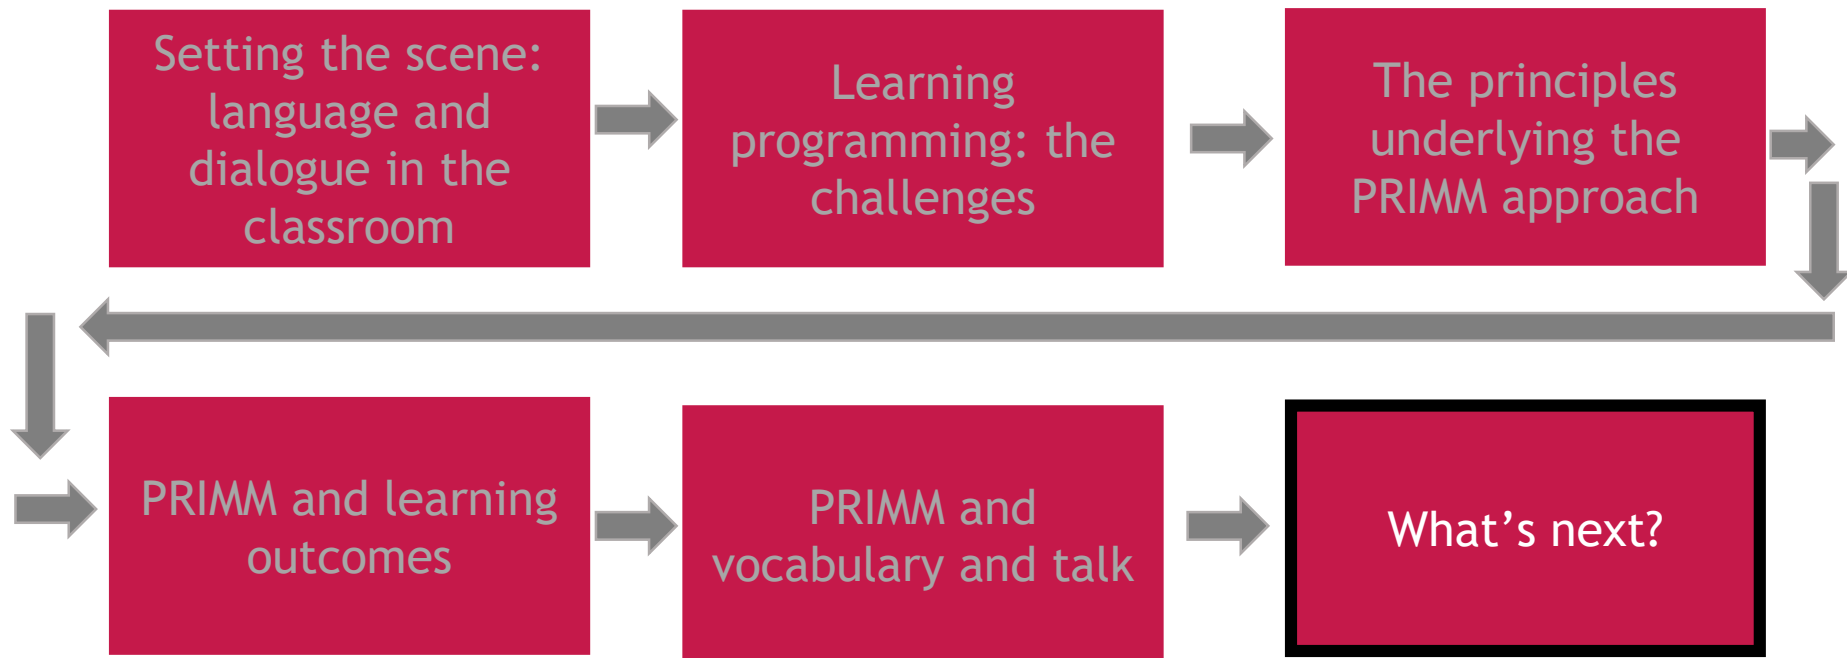 Setting the scene:
language and
dialogue in the
classroom
Learning
programming: the
challenges
The principles
underlying the
PRIMM approach
PRIMM and learning
outcomes
PRIMM and
vocabulary and talk
What’s next?